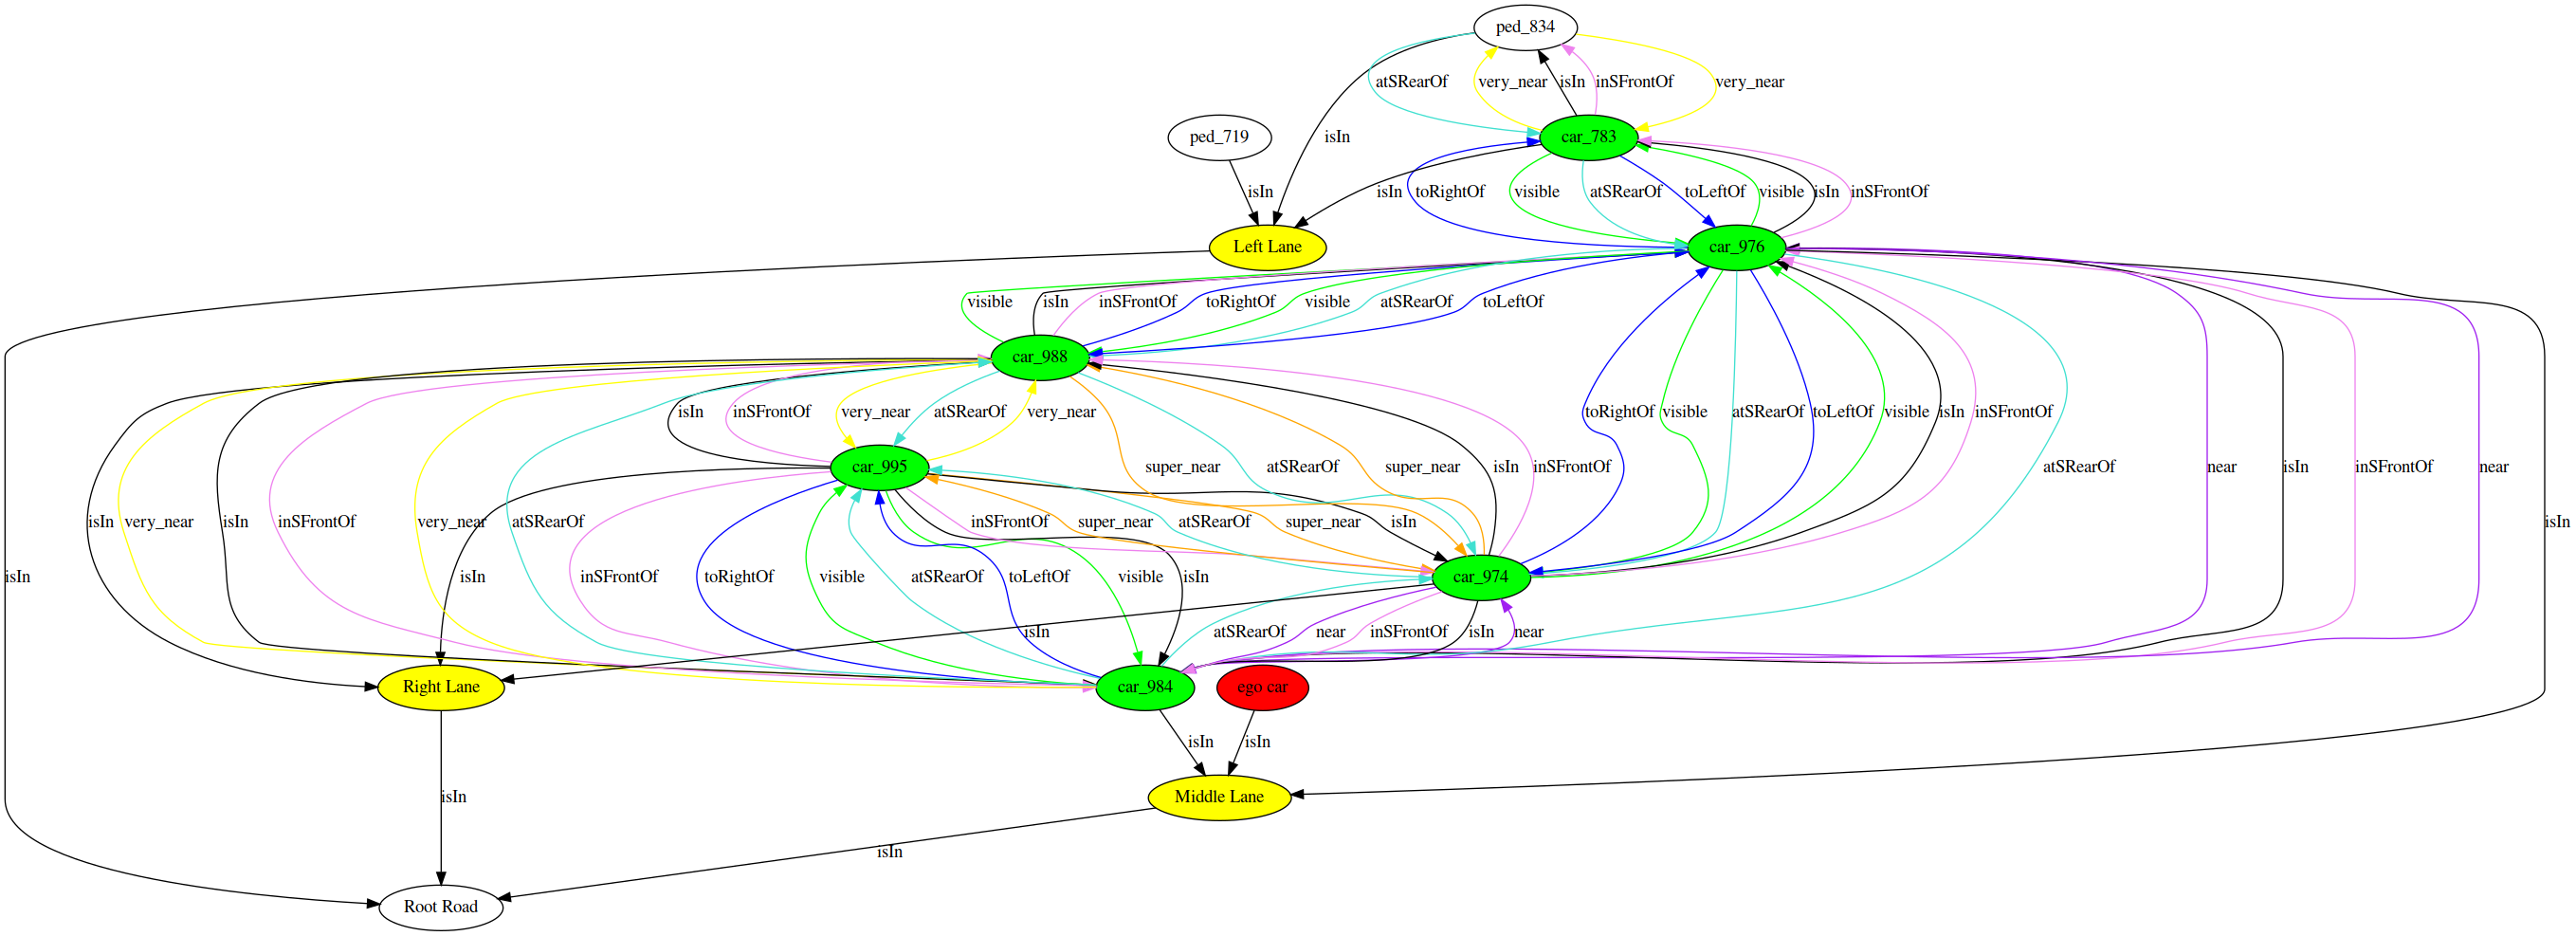 ped_834
atSRearOf very_near isIn inSFrontOf very_near
ped_719 isIn car_783
isIn isIn toRightOf visible atSRearOf toLeftOf visible isIn inSFrontOf
Left Lane car_976
visible isIn inSFrontOf toRightOf visible atSRearOf toLeftOf
car_988
isIn inSFrontOf very_near atSRearOf very_near toRightOf visible atSRearOf toLeftOf visible isIn inSFrontOf
car_995 super_near atSRearOf super_near isIn inSFrontOf atSRearOf near isIn inSFrontOf near
isIn very_near isIn inSFrontOf very_near atSRearOf inSFrontOf super_near atSRearOf super_near isIn isIn
isIn isIn inSFrontOf toRightOf visible atSRearOf toLeftOf visible isIn car_974
isIn atSRearOf near inSFrontOf isIn near
Right Lane car_984 ego car
isIn isIn
isIn Middle Lane
isIn
Root Road